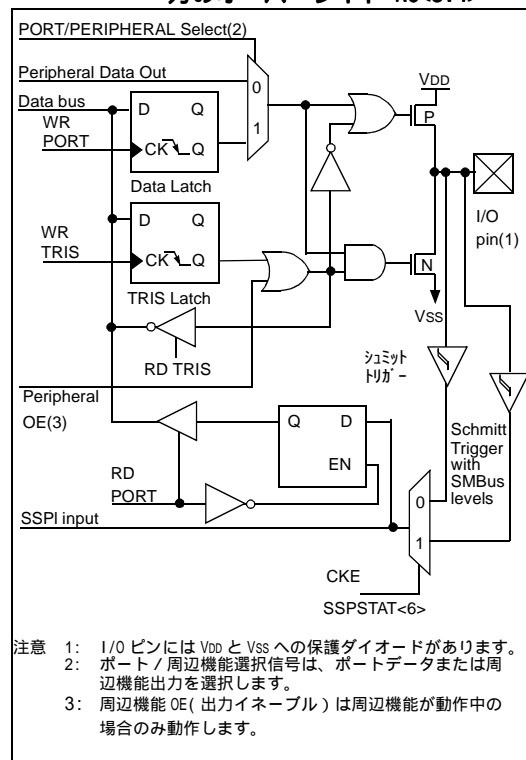 PORT/PERIPHERAL Select(2)
Peripheral Data Out
Data bus
WR
PORT
D Q
CK Q
Data Latch
0
1
VDD
P
I/O
pin(1)
WR
TRIS
D Q
CK Q
TRIS Latch
N
VSS
RD TRIS
シュミット
トリガー
Peripheral
OE(3)
Q D
EN
Schmitt
Trigger
with
SMBus
levels
RD
PORT
SSPI input
0
1
CKE
SSPSTAT<6>
注意 1: I/O ピンには VDD と VSS への保護ダイオードがあります。
2: ポート / 周辺機能選択信号は、ポートデータまたは周
辺機能出力を選択します。
3: 周辺機能 OE( 出力イネーブル ) は周辺機能が動作中の
場合のみ動作します。